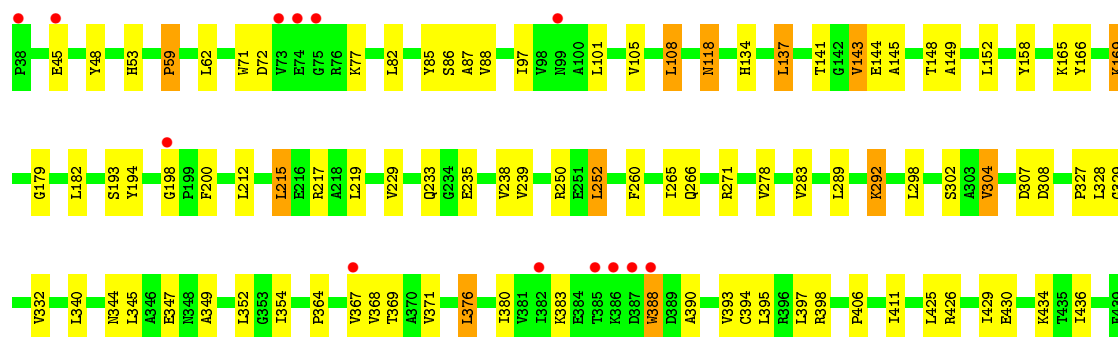 P38 E45 Y48 H53 P59 L62 W71 D72 V73 E74 G75 R76 K77 L82 Y85 S86 A87 V88 I97 V98 N99 A100 L101 V105 L108 N118 H134 L137 T141 G142 V143 E144 A145 T148 A149 L152 Y158 K165 Y166 K169
G179 L182 S193 Y194 G198 P199 F200 L212 L215 E216 R217 A218 L219 V229 Q233 G234 E235 V238 V239 R250 E251 L252 F260 I265 Q266 R271 V278 V283 L289 K292 L298 S302 A303 V304 D307 D308 P327 L328
V332 L340 N344 L345 A346 E347 N348 A349 L352 G353 I354 P364 V367 V368 T369 A370 V371 L376 I380 V381 I382 K383 E384 T385 K386 D387 W388 D389 A390 V393 C394 L395 R396 L397 R398 P406 I411 L425 R426 I429 E430 K434 T435 I436